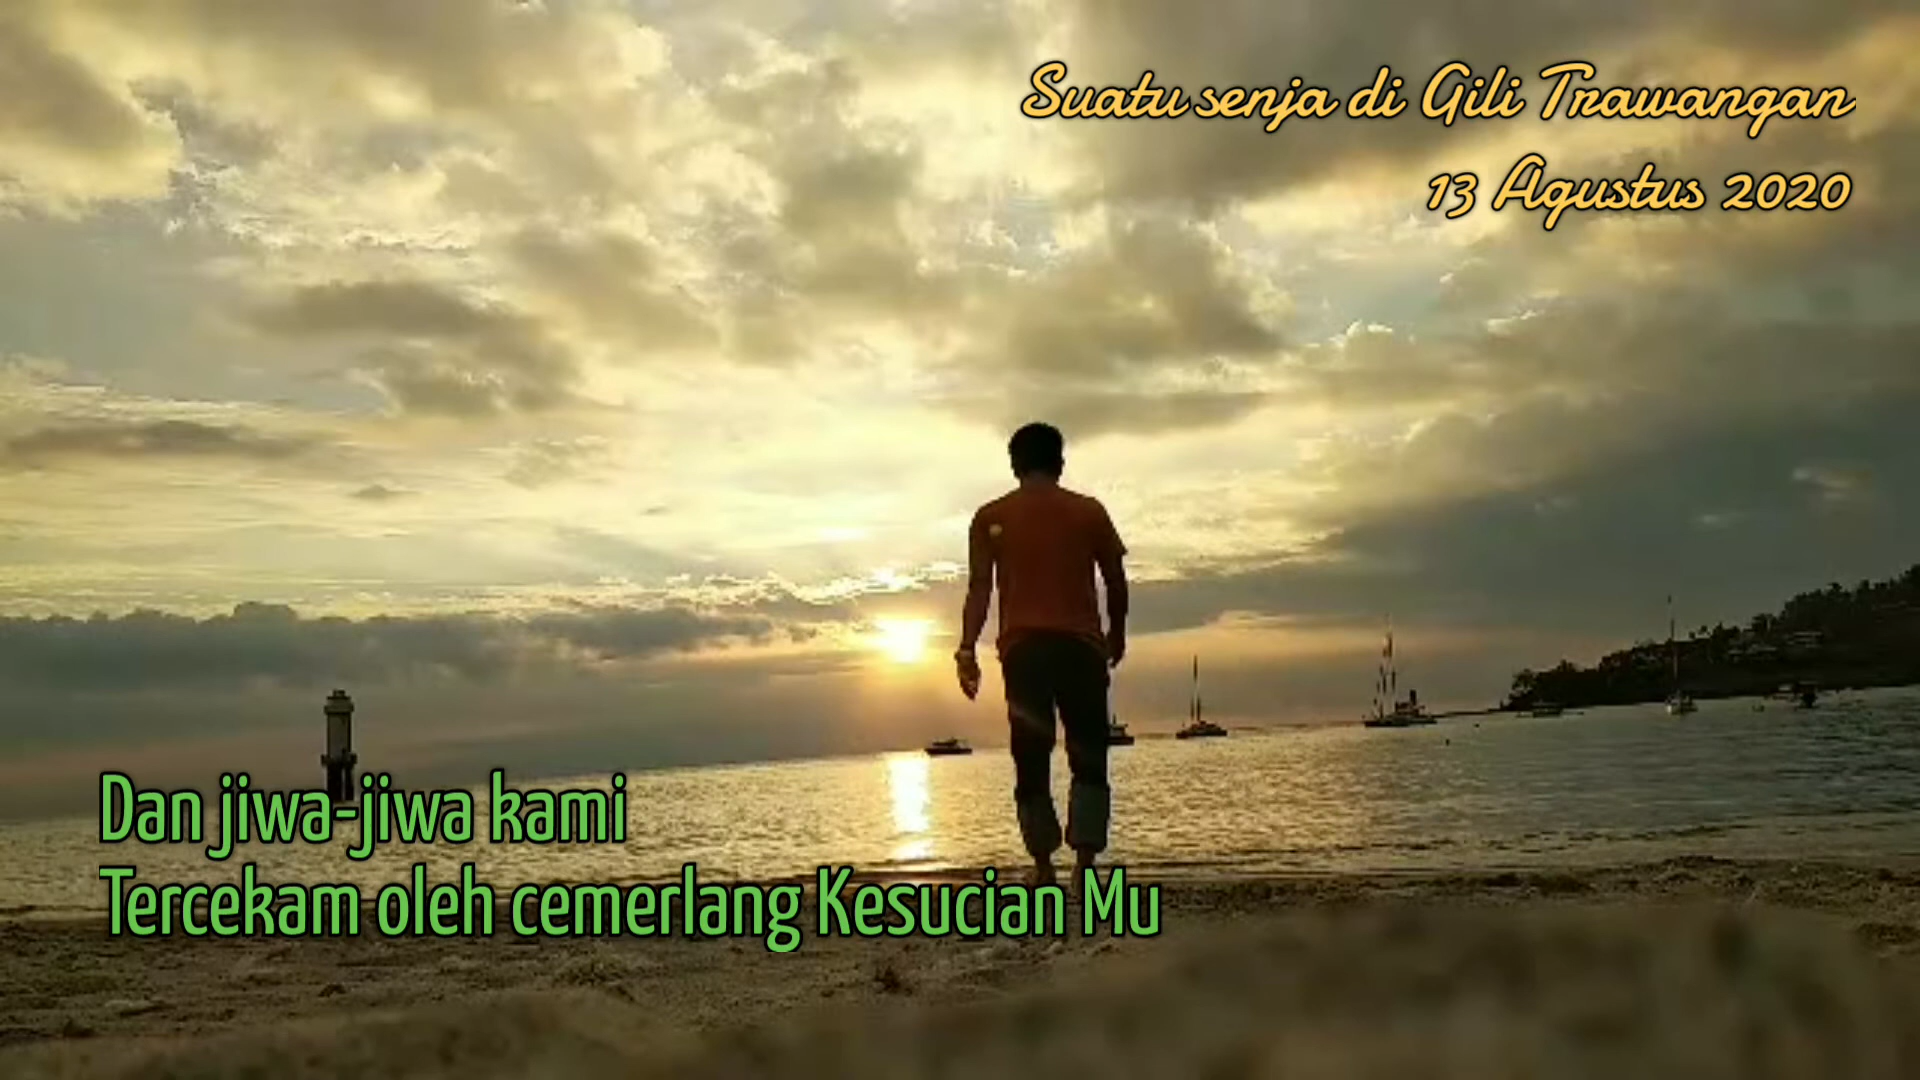 Suatu senja di Gili Trawangan
13 Agustus 2020
Dan jiwa-jiwa kami
Tercekam oleh cemerlang Kesucian Mu